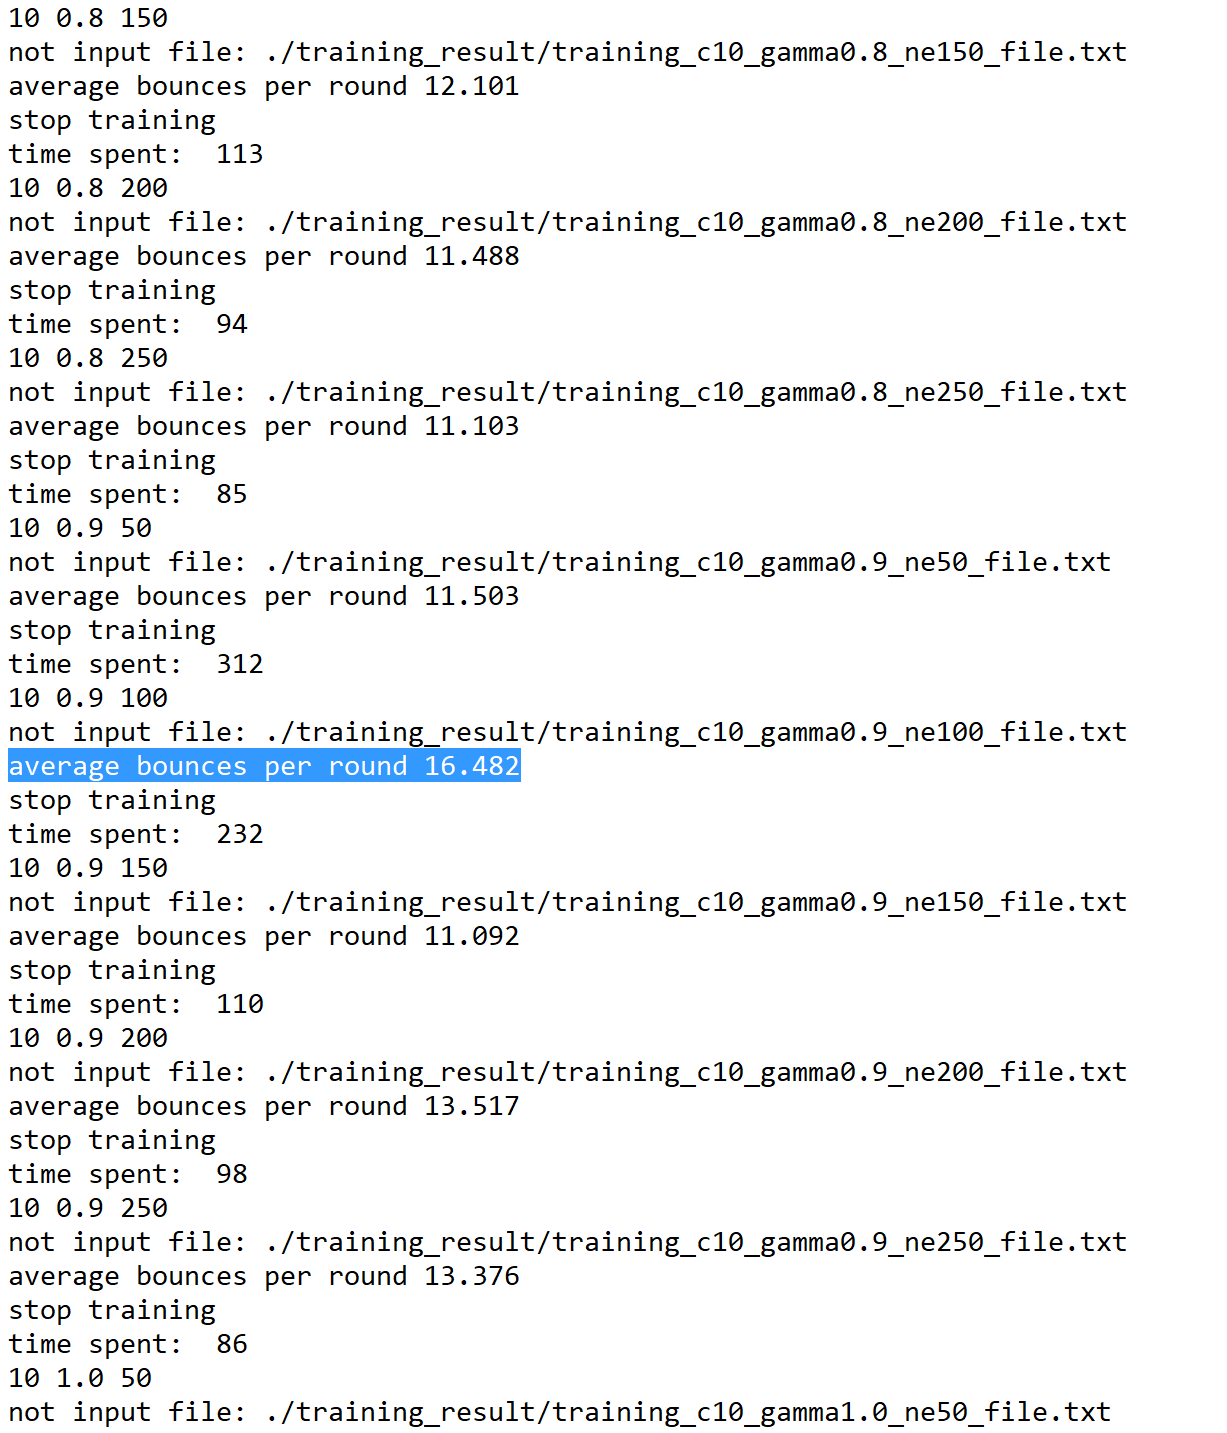 10 0.8 150
not input file: ./training_result/training_c10_gamma0.8_ne150_file.txt
average bounces per round 12.101
stop training
time spent:  113
10 0.8 200
not input file: ./training_result/training_c10_gamma0.8_ne200_file.txt
average bounces per round 11.488
stop training
time spent:  94
10 0.8 250
not input file: ./training_result/training_c10_gamma0.8_ne250_file.txt
average bounces per round 11.103
stop training
time spent:  85
10 0.9 50
not input file: ./training_result/training_c10_gamma0.9_ne50_file.txt
average bounces per round 11.503
stop training
time spent:  312
10 0.9 100
not input file: ./training_result/training_c10_gamma0.9_ne100_file.txt
average bounces per round 16.482
stop training
time spent:  232
10 0.9 150
not input file: ./training_result/training_c10_gamma0.9_ne150_file.txt
average bounces per round 11.092
stop training
time spent:  110
10 0.9 200
not input file: ./training_result/training_c10_gamma0.9_ne200_file.txt
average bounces per round 13.517
stop training
time spent:  98
10 0.9 250
not input file: ./training_result/training_c10_gamma0.9_ne250_file.txt
average bounces per round 13.376
stop training
time spent:  86
10 1.0 50
not input file: ./training_result/training_c10_gamma1.0_ne50_file.txt